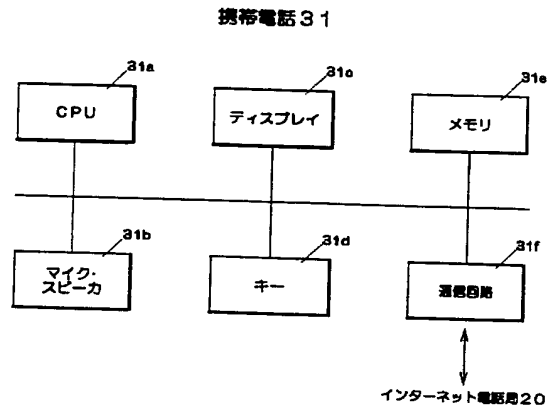 携帯電話31
31a
CPU
31c
ディスプレイ
31e
メモリ
31b
マイク・
スピーカ
31d
キー
31f
通信回路
インターネット電話局20